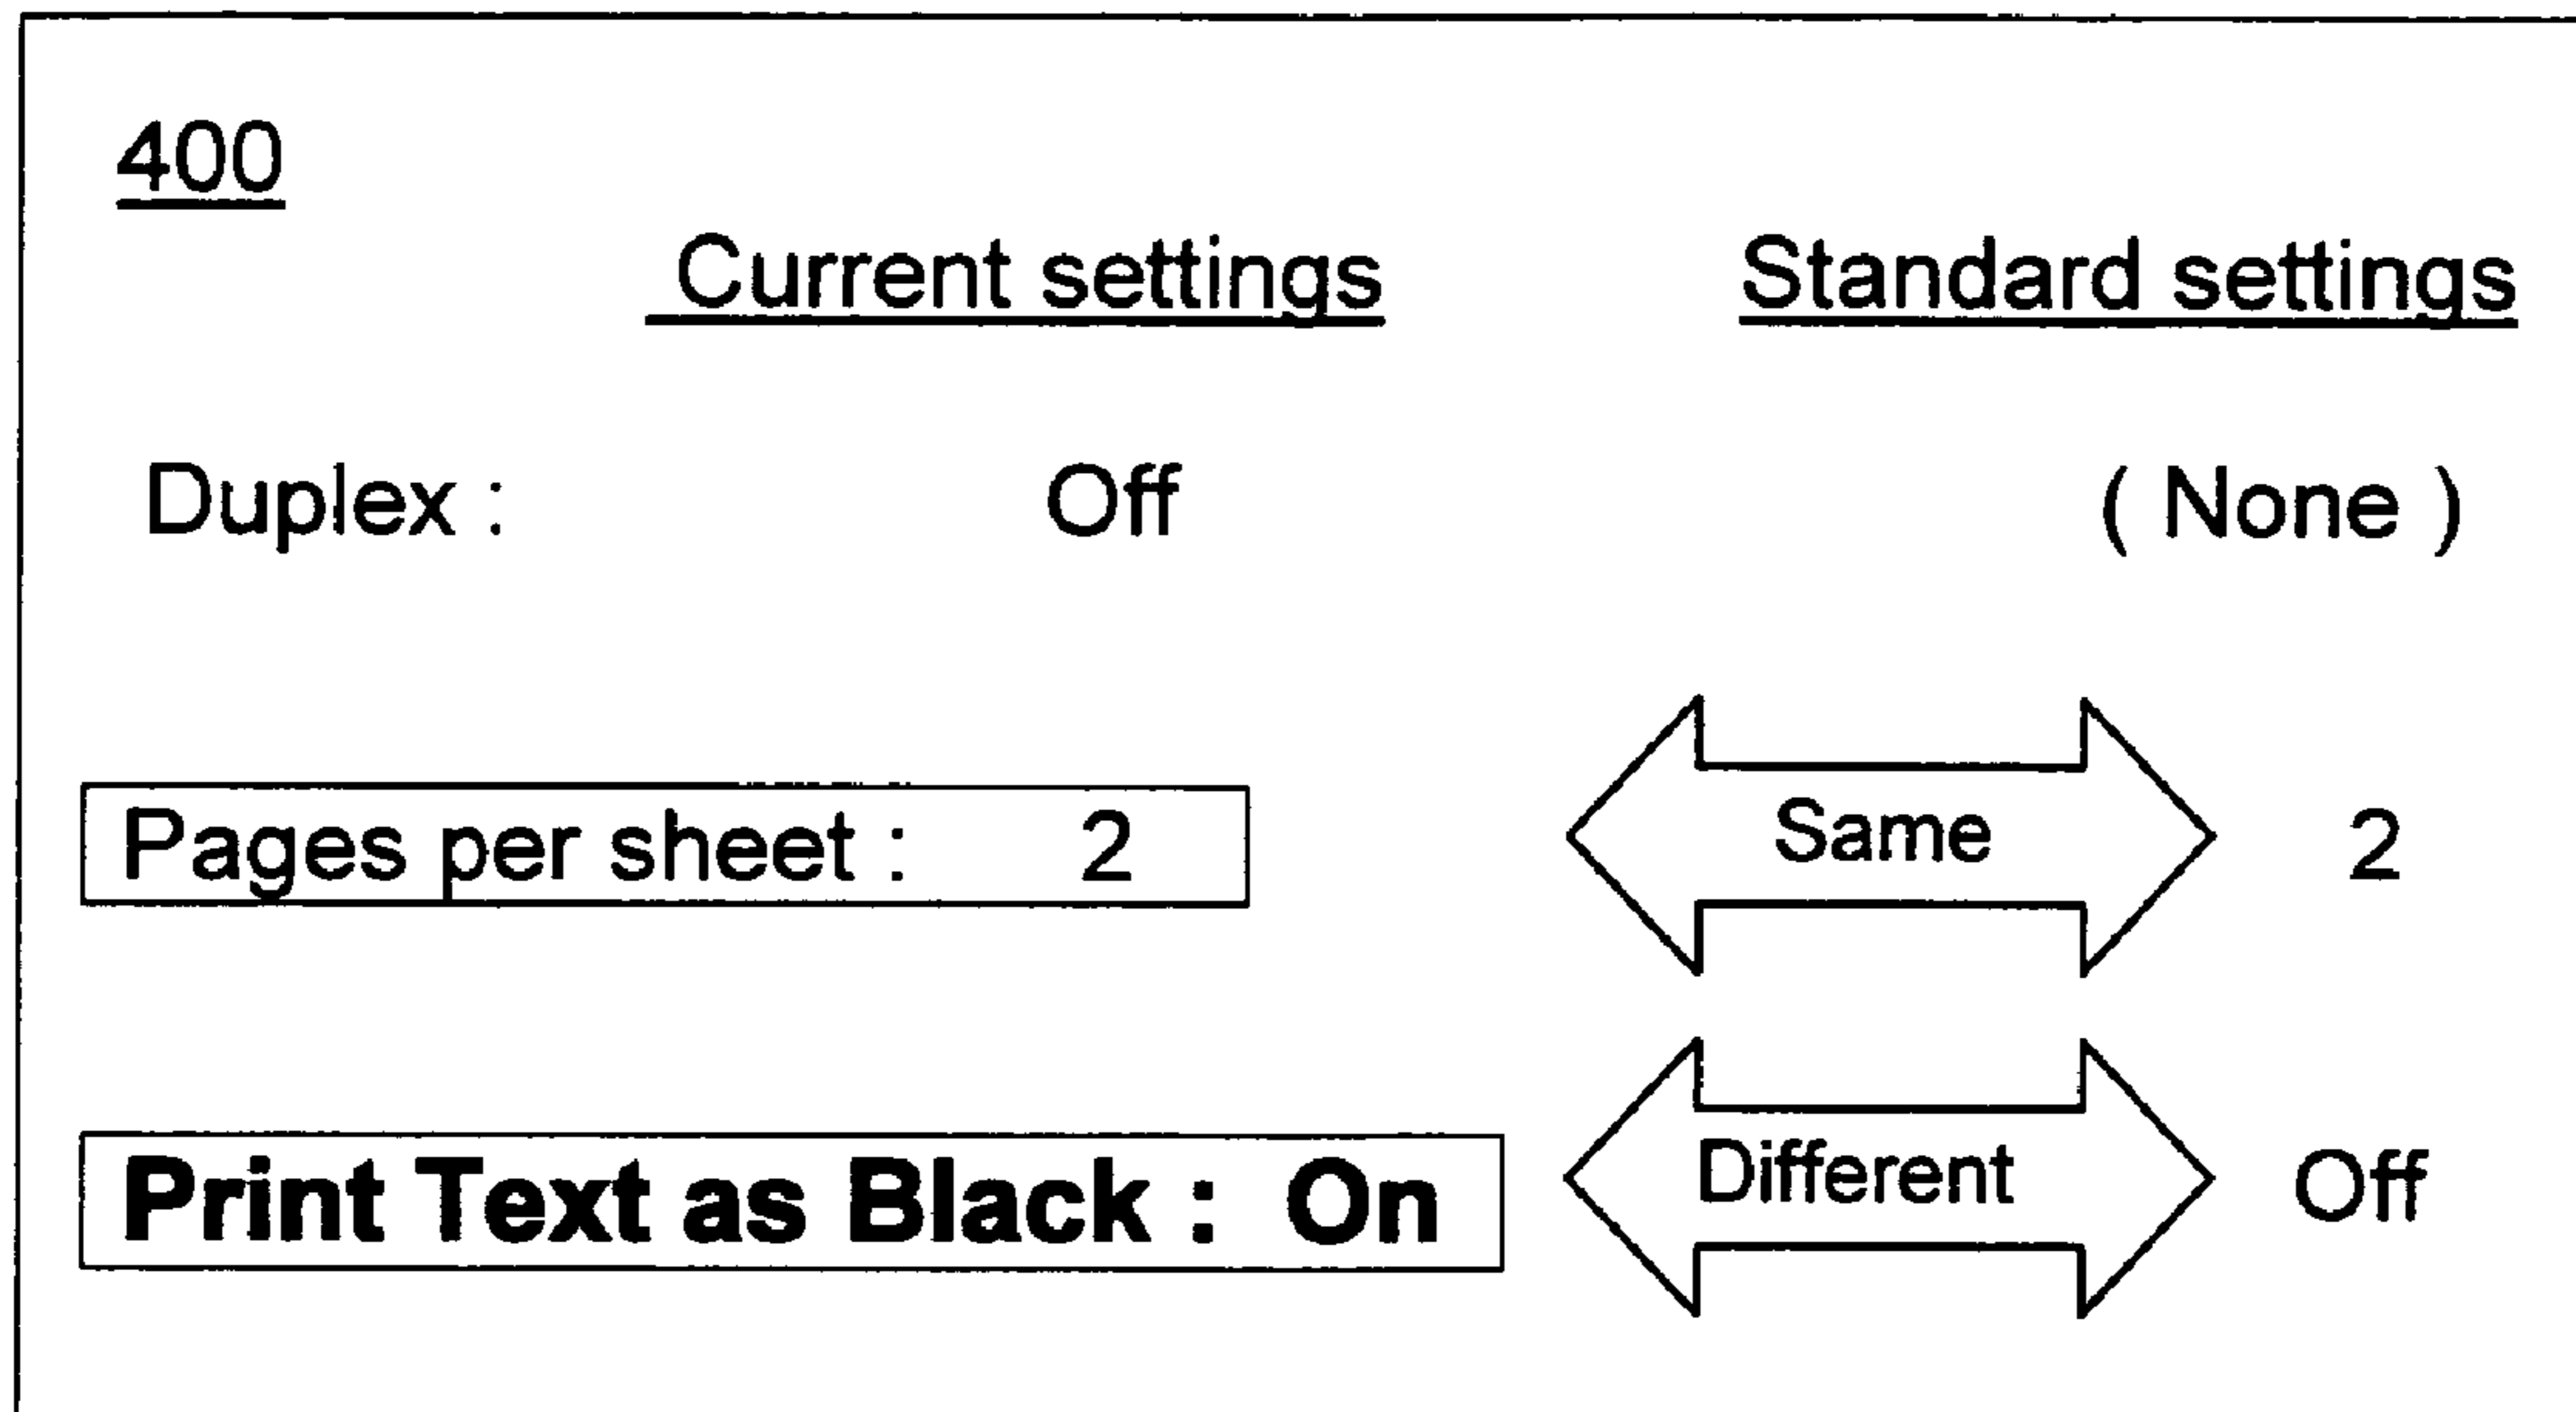 400
Current settings Standard settings
Duplex : Off ( None )
Pages per sheet : 2 Same 2
Print Text as Black : On Different Off